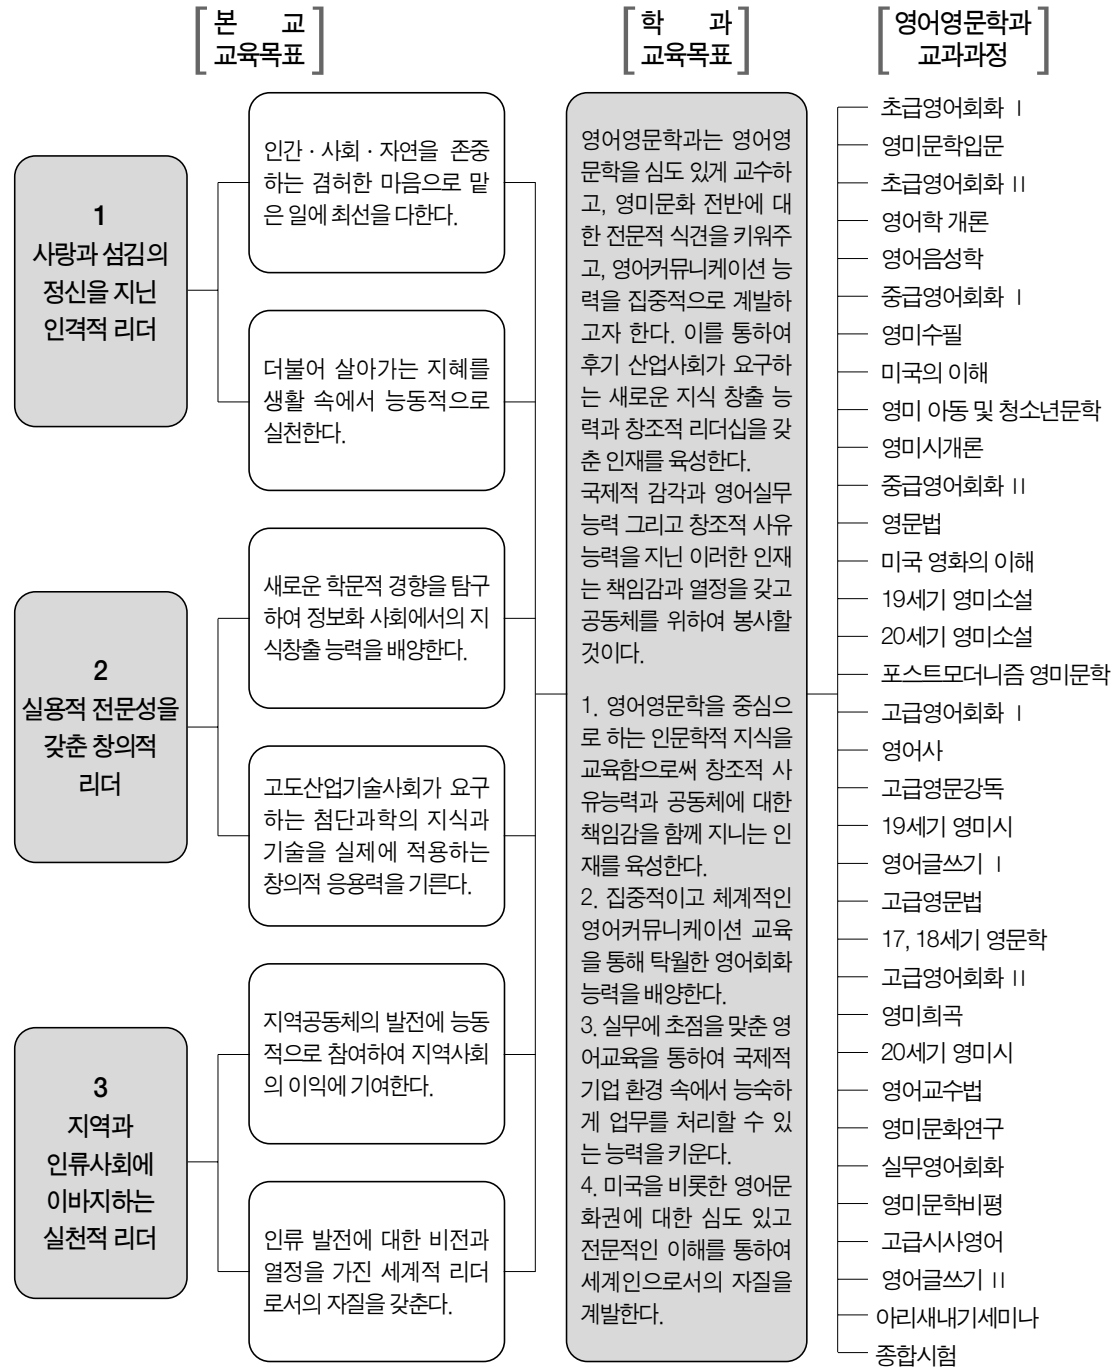 본 교
교육목표
학 과
교육목표
영어영문학과
교과과정
1
사랑과 섬김의
정신을 지닌
인격적 리더
2
실용적 전문성을
갖춘 창의적
리더
3
지역과
인류사회에
이바지하는
실천적 리더
인간 · 사회 · 자연을 존중
하는 겸허한 마음으로 맡
은 일에 최선을 다한다.
더불어 살아가는 지혜를
생활 속에서 능동적으로
실천한다.
새로운 학문적 경향을 탐구
하여 정보화 사회에서의 지
식창출 능력을 배양한다.
고도산업기술사회가 요구
하는 첨단과학의 지식과
기술을 실제에 적용하는
창의적 응용력을 기른다.
지역공동체의 발전에 능동
적으로 참여하여 지역사회
의 이익에 기여한다.
인류 발전에 대한 비전과
열정을 가진 세계적 리더
로서의 자질을 갖춘다.
영어영문학과는 영어영
문학을 심도 있게 교수하
고, 영미문화 전반에 대
한 전문적 식견을 키워주
고, 영어커뮤니케이션 능
력을 집중적으로 계발하
고자 한다. 이를 통하여
후기 산업사회가 요구하
는 새로운 지식 창출 능
력과 창조적 리더십을 갖
춘 인재를 육성한다.
국제적 감각과 영어실무
능력 그리고 창조적 사유
능력을 지닌 이러한 인재
는 책임감과 열정을 갖고
공동체를 위하여 봉사할
것이다.
1. 영어영문학을 중심으
로 하는 인문학적 지식을
교육함으로써 창조적 사
유능력과 공동체에 대한
책임감을 함께 지니는 인
재를 육성한다.
2. 집중적이고 체계적인
영어커뮤니케이션 교육
을 통해 탁월한 영어회화
능력을 배양한다.
3. 실무에 초점을 맞춘 영
어교육을 통하여 국제적
기업 환경 속에서 능숙하
게 업무를 처리할 수 있
는 능력을 키운다.
4. 미국을 비롯한 영어문
화권에 대한 심도 있고
전문적인 이해를 통하여
세계인으로서의 자질을
계발한다.
초급영어회화 Ⅰ
영미문학입문
초급영어회화 Ⅱ
영어학 개론
영어음성학
중급영어회화 Ⅰ
영미수필
미국의 이해
영미 아동 및 청소년문학
영미시개론
중급영어회화 Ⅱ
영문법
미국 영화의 이해
19세기 영미소설
20세기 영미소설
포스트모더니즘 영미문학
고급영어회화 Ⅰ
영어사
고급영문강독
19세기 영미시
영어글쓰기 Ⅰ
고급영문법
17, 18세기 영문학
고급영어회화 Ⅱ
영미희곡
20세기 영미시
영어교수법
영미문화연구
실무영어회화
영미문학비평
고급시사영어
영어글쓰기 Ⅱ
아리새내기세미나
종합시험